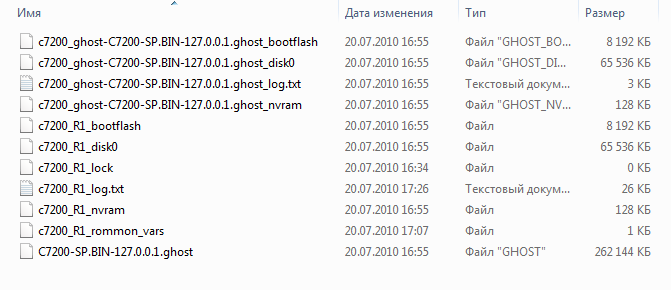 Имя Дата изменения Тип Размер
c7200_ghost-C7200-SP.BIN-127.0.0.1.ghost_bootflash 20.07.2010 16:55 Файл "GHOST_BO... 8 192 КБ
c7200_ghost-C7200-SP.BIN-127.0.0.1.ghost_disk0 20.07.2010 16:55 Файл "GHOST_DI... 65 536 КБ
c7200_ghost-C7200-SP.BIN-127.0.0.1.ghost_log.txt 20.07.2010 16:55 Текстовый докум... 3 КБ
c7200_ghost-C7200-SP.BIN-127.0.0.1.ghost_nvram 20.07.2010 16:55 Файл "GHOST_NV... 128 КБ
c7200_R1_bootflash 20.07.2010 16:55 Файл 8 192 КБ
c7200_R1_disk0 20.07.2010 16:55 Файл 65 536 КБ
c7200_R1_lock 20.07.2010 16:34 Файл 0 КБ
c7200_R1_log.txt 20.07.2010 17:26 Текстовый докум... 26 КБ
c7200_R1_nvram 20.07.2010 16:55 Файл 128 КБ
c7200_R1_rommon_vars 20.07.2010 17:07 Файл 1 КБ
C7200-SP.BIN-127.0.0.1.ghost 20.07.2010 16:55 Файл "GHOST" 262 144 КБ